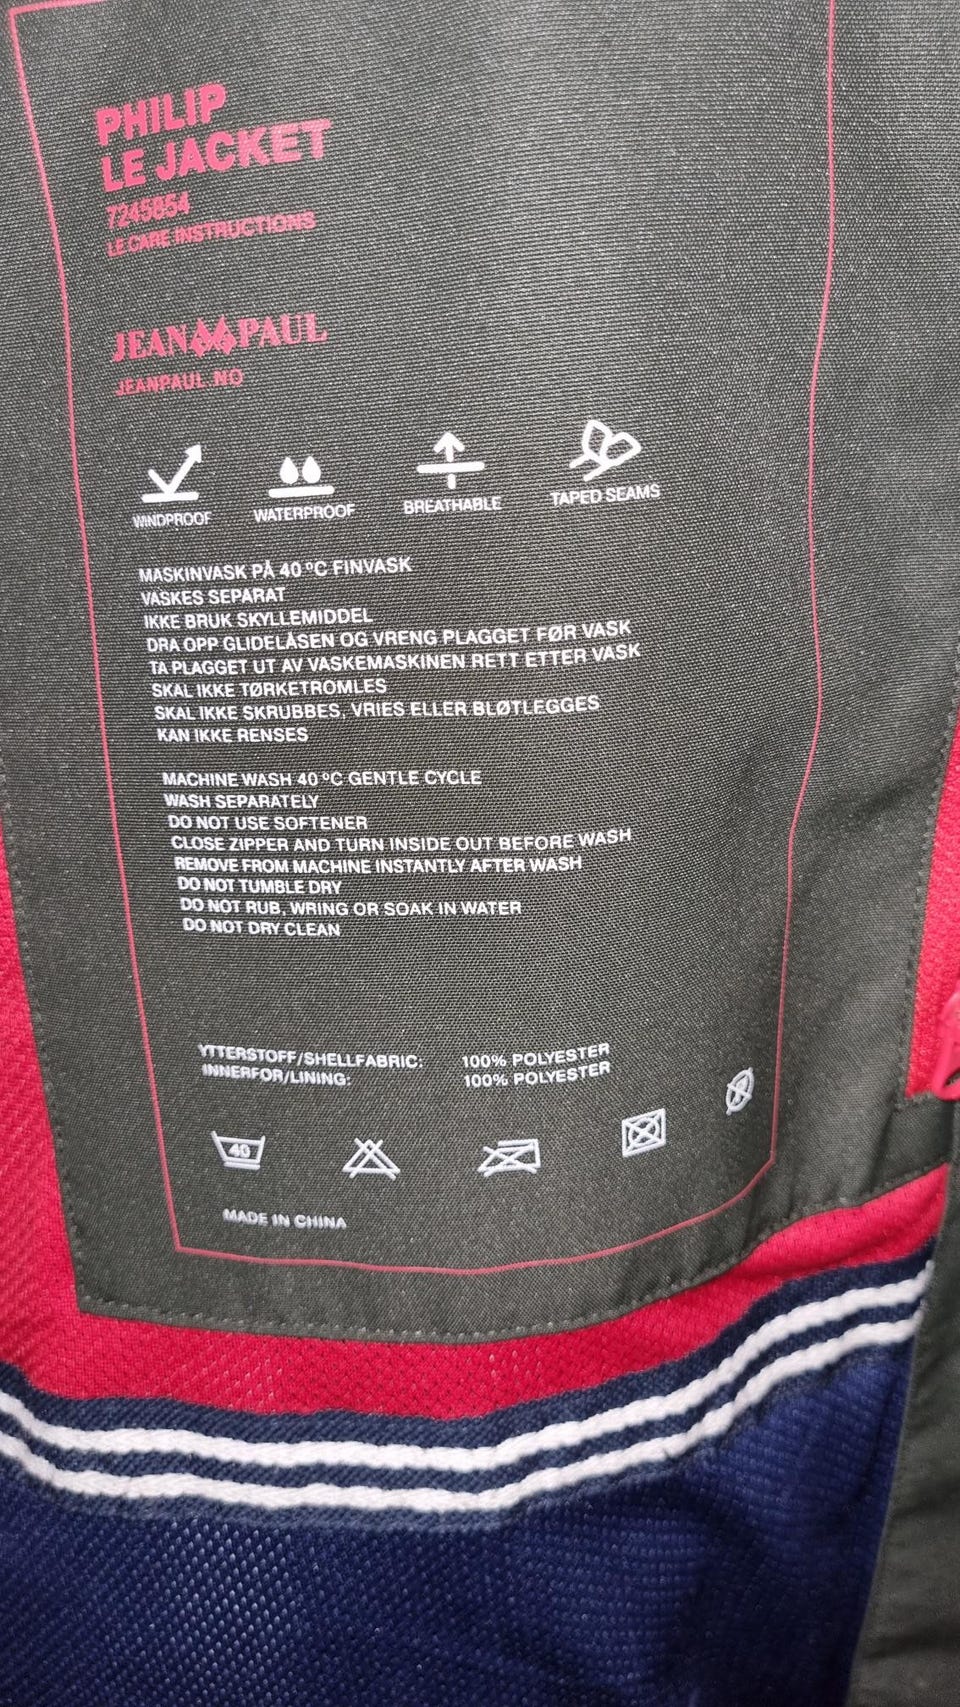 PHILIP
LE JACKET
7245854
LE CARE INSTRUCTIONS
JEAN PAUL
JEANPAUL.NO
WINDPROOF
WATERPROOF
BREATHABLE
TAPED SEAMS
MASKINVASK PÅ 40 ºC FINVASK
VASKES SEPARAT
IKKE BRUK SKYLLEMIDDEL
DRA OPP GLIDELÅSEN OG VRENG PLAGGET FØR VASK
TA PLAGGET UT AV VASKEMASKINEN RETT ETTER VASK
SKAL IKKE TØRKETROMLES
SKAL IKKE SKRUBBES, VRIES ELLER BLØTLEGGES
KAN IKKE RENSES
MACHINE WASH 40 ºC GENTLE CYCLE
WASH SEPARATELY
DO NOT USE SOFTENER
CLOSE ZIPPER AND TURN INSIDE OUT BEFORE WASH
REMOVE FROM MACHINE INSTANTLY AFTER WASH
DO NOT TUMBLE DRY
DO NOT RUB, WRING OR SOAK IN WATER
DO NOT DRY CLEAN
YTTERSTOFF/SHELLFABRIC: 100% POLYESTER
INNERFOR/LINING: 100% POLYESTER
40
MADE IN CHINA